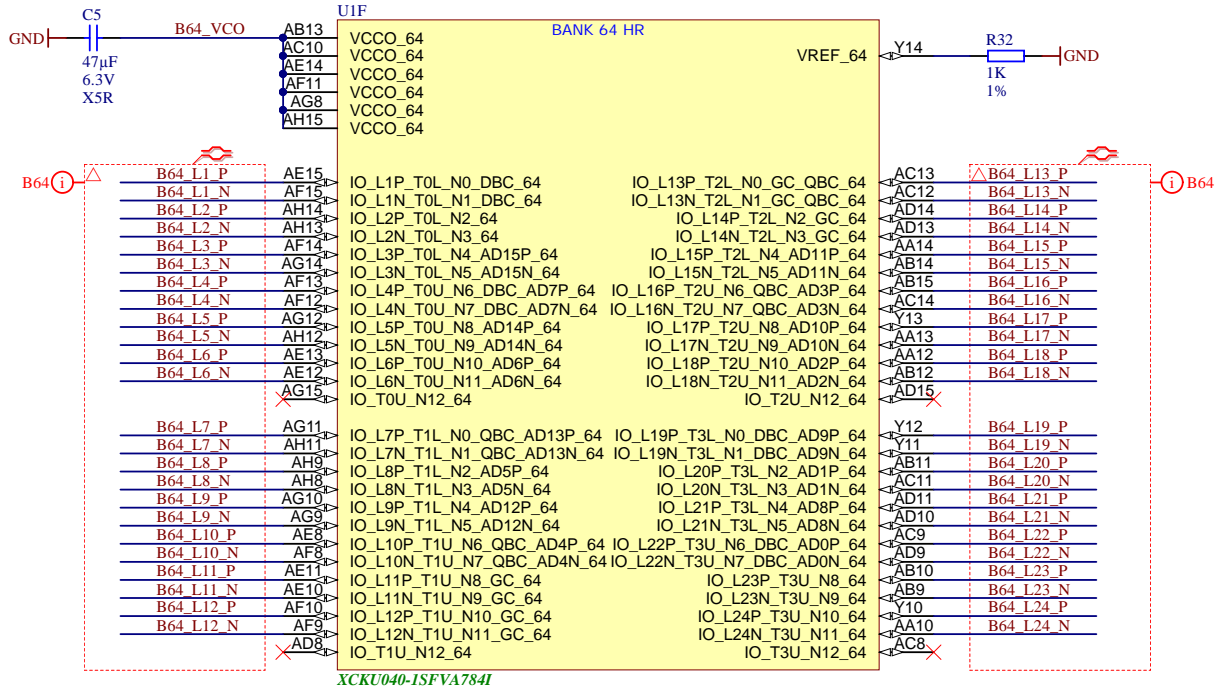 C5
GND
B64_VCO
47µF
6.3V
X5R
U1F
BANK 64 HR
AB13 VCCO_64
AC10 VCCO_64
AE14 VCCO_64
AF11 VCCO_64
AG8 VCCO_64
AH15 VCCO_64
VREF_64 Y14
R32
GND
1K
1%
B64 i
B64_L1_P AE15 IO_L1P_T0L_N0_DBC_64
B64_L1_N AF15 IO_L1N_T0L_N1_DBC_64
B64_L2_P AH14 IO_L2P_T0L_N2_64
B64_L2_N AH13 IO_L2N_T0L_N3_64
B64_L3_P AF14 IO_L3P_T0L_N4_AD15P_64
B64_L3_N AG14 IO_L3N_T0L_N5_AD15N_64
B64_L4_P AF13 IO_L4P_T0U_N6_DBC_AD7P_64
B64_L4_N AF12 IO_L4N_T0U_N7_DBC_AD7N_64
B64_L5_P AG12 IO_L5P_T0U_N8_AD14P_64
B64_L5_N AH12 IO_L5N_T0U_N9_AD14N_64
B64_L6_P AE13 IO_L6P_T0U_N10_AD6P_64
B64_L6_N AE12 IO_L6N_T0U_N11_AD6N_64
AG15 IO_T0U_N12_64
B64_L7_P AG11 IO_L7P_T1L_N0_QBC_AD13P_64
B64_L7_N AH11 IO_L7N_T1L_N1_QBC_AD13N_64
B64_L8_P AH9 IO_L8P_T1L_N2_AD5P_64
B64_L8_N AH8 IO_L8N_T1L_N3_AD5N_64
B64_L9_P AG10 IO_L9P_T1L_N4_AD12P_64
B64_L9_N AG9 IO_L9N_T1L_N5_AD12N_64
B64_L10_P AE8 IO_L10P_T1U_N6_QBC_AD4P_64
B64_L10_N AF8 IO_L10N_T1U_N7_QBC_AD4N_64
B64_L11_P AE11 IO_L11P_T1U_N8_GC_64
B64_L11_N AE10 IO_L11N_T1U_N9_GC_64
B64_L12_P AF10 IO_L12P_T1U_N10_GC_64
B64_L12_N AF9 IO_L12N_T1U_N11_GC_64
AD8 IO_T1U_N12_64
IO_L13P_T2L_N0_GC_QBC_64 AC13 B64_L13_P
i B64
IO_L13N_T2L_N1_GC_QBC_64 AC12 B64_L13_N
IO_L14P_T2L_N2_GC_64 AD14 B64_L14_P
IO_L14N_T2L_N3_GC_64 AD13 B64_L14_N
IO_L15P_T2L_N4_AD11P_64 AA14 B64_L15_P
IO_L15N_T2L_N5_AD11N_64 AB14 B64_L15_N
IO_L16P_T2U_N6_QBC_AD3P_64 AB15 B64_L16_P
IO_L16N_T2U_N7_QBC_AD3N_64 AC14 B64_L16_N
IO_L17P_T2U_N8_AD10P_64 Y13 B64_L17_P
IO_L17N_T2U_N9_AD10N_64 AA13 B64_L17_N
IO_L18P_T2U_N10_AD2P_64 AA12 B64_L18_P
IO_L18N_T2U_N11_AD2N_64 AB12 B64_L18_N
IO_T2U_N12_64 AD15
IO_L19P_T3L_N0_DBC_AD9P_64 Y12 B64_L19_P
IO_L19N_T3L_N1_DBC_AD9N_64 Y11 B64_L19_N
IO_L20P_T3L_N2_AD1P_64 AB11 B64_L20_P
IO_L20N_T3L_N3_AD1N_64 AC11 B64_L20_N
IO_L21P_T3L_N4_AD8P_64 AD11 B64_L21_P
IO_L21N_T3L_N5_AD8N_64 AD10 B64_L21_N
IO_L22P_T3U_N6_DBC_AD0P_64 AC9 B64_L22_P
IO_L22N_T3U_N7_DBC_AD0N_64 AD9 B64_L22_N
IO_L23P_T3U_N8_64 AB10 B64_L23_P
IO_L23N_T3U_N9_64 AB9 B64_L23_N
IO_L24P_T3U_N10_64 Y10 B64_L24_P
IO_L24N_T3U_N11_64 AA10 B64_L24_N
IO_T3U_N12_64 AC8
XCKU040-1SFVA784I